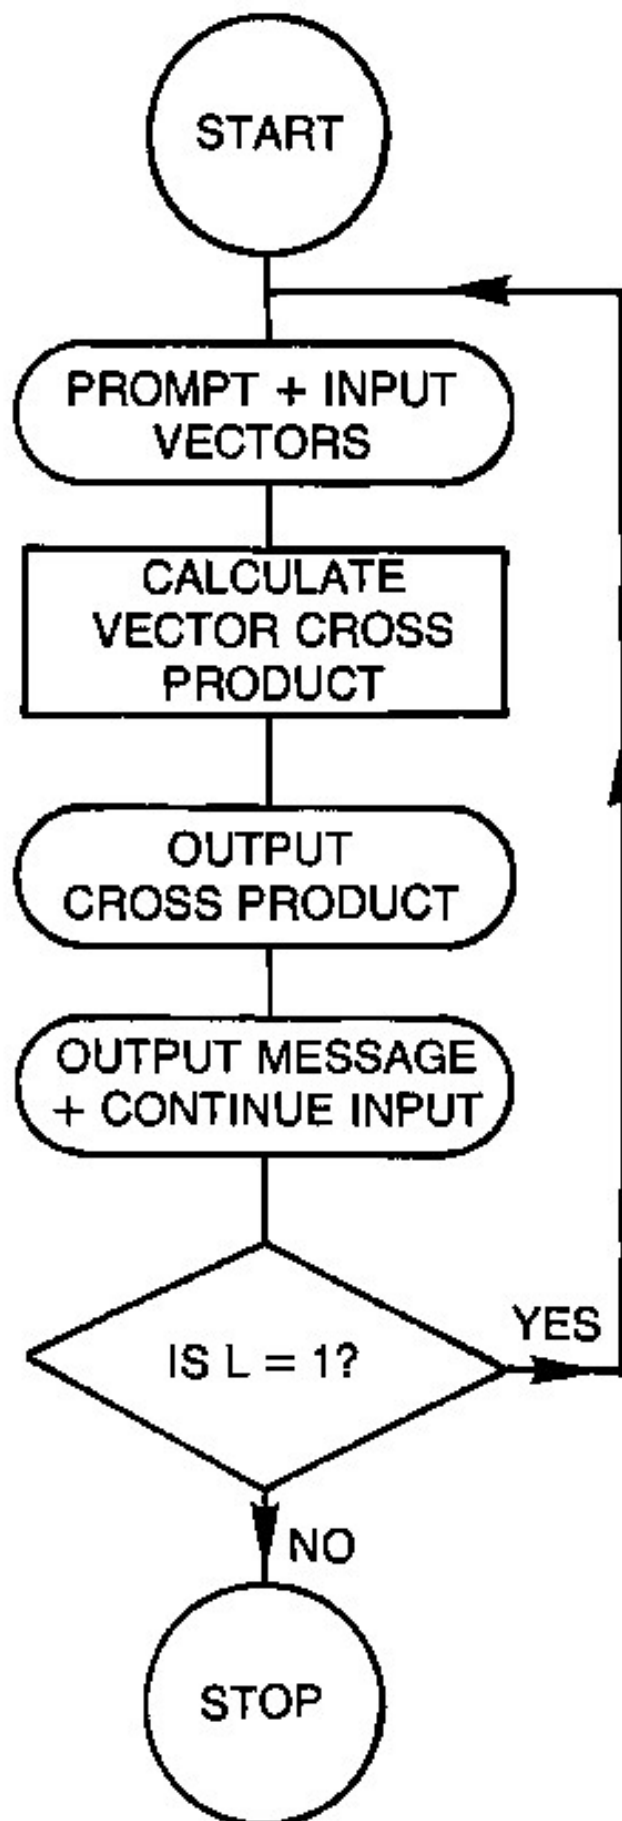 START
PROMPT + INPUT
VECTORS
CALCULATE
VECTOR CROSS
PRODUCT
OUTPUT
CROSS PRODUCT
OUTPUT MESSAGE
+ CONTINUE INPUT
IS L = 1?
YES
NO
STOP